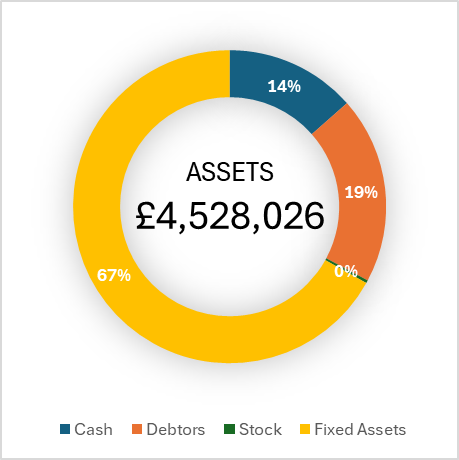 14%
ASSETS
19%
£4,528,026
67%
0%
Cash Debtors Stock Fixed Assets